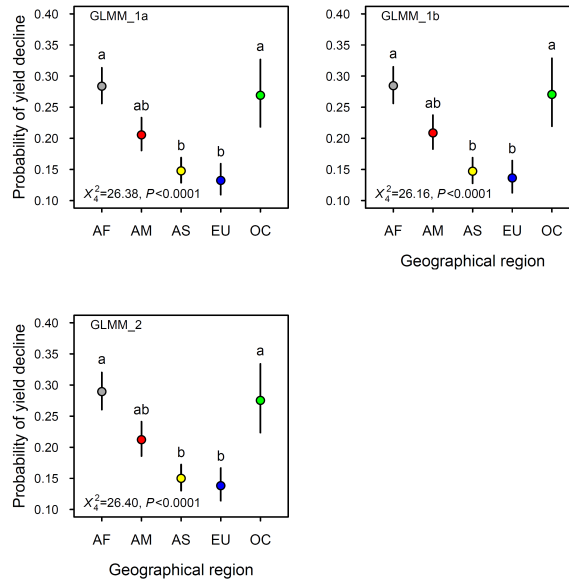 GLMM_1a
0.40
0.35
0.30
0.25
0.20
0.15
0.10
Probability of yield decline
a
ab
b
b
a
X²₄=26.38, P<0.0001
AF AM AS EU OC
GLMM_1b
0.40
0.35
0.30
0.25
0.20
0.15
0.10
a
ab
b
b
a
X²₄=26.16, P<0.0001
AF AM AS EU OC
Geographical region
GLMM_2
0.40
0.35
0.30
0.25
0.20
0.15
0.10
Probability of yield decline
a
ab
b
b
a
X²₄=26.40, P<0.0001
AF AM AS EU OC
Geographical region